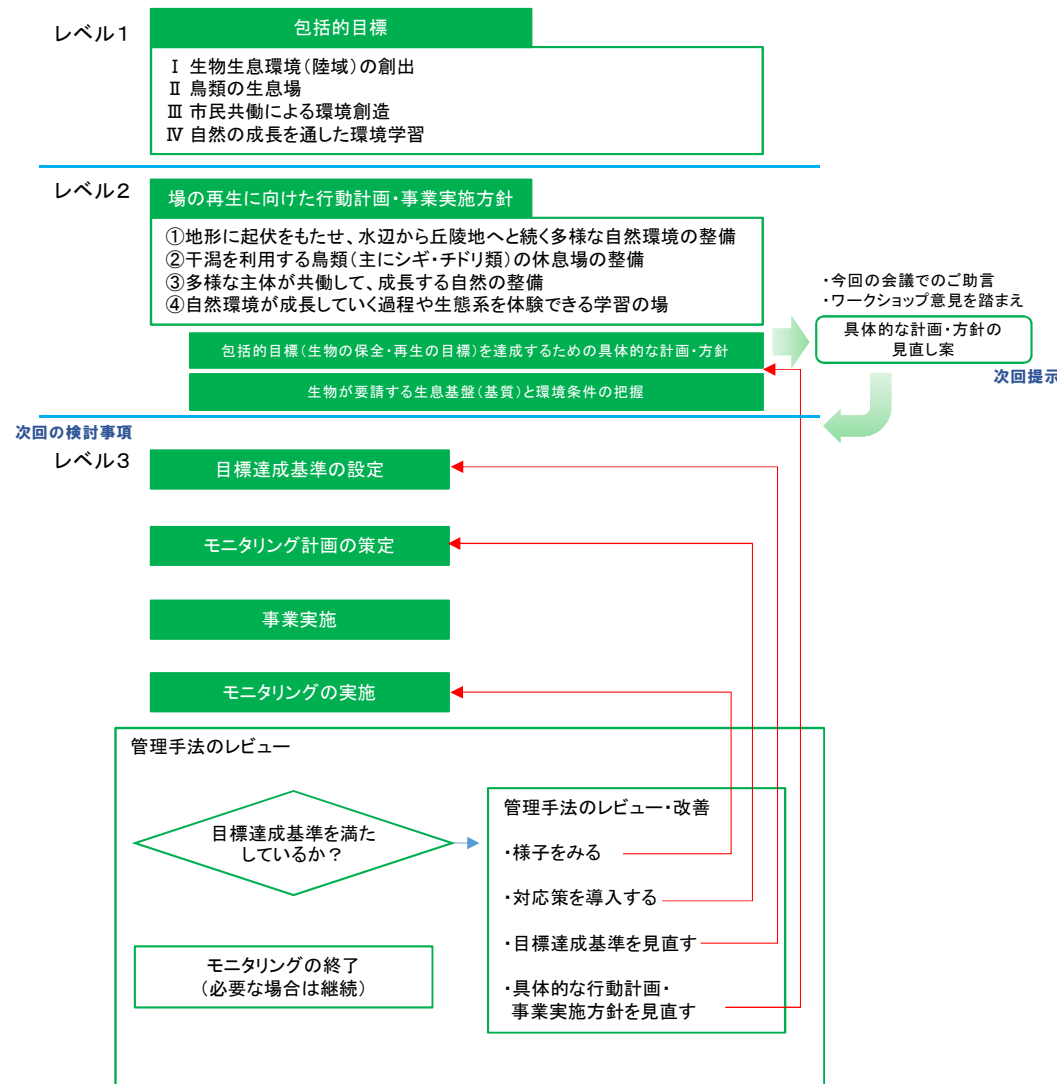 レベル1
包括的目標
Ⅰ 生物生息環境(陸域)の創出
Ⅱ 鳥類の生息場
Ⅲ 市民共働による環境創造
Ⅳ 自然の成長を通した環境学習
レベル2
場の再生に向けた行動計画・事業実施方針
①地形に起伏をもたせ、水辺から丘陵地へと続く多様な自然環境の整備
②干潟を利用する鳥類(主にシギ・チドリ類)の休息場の整備
③多様な主体が共働して、成長する自然の整備
④自然環境が成長していく過程や生態系を体験できる学習の場
包括的目標(生物の保全・再生の目標)を達成するための具体的な計画・方針
生物が要請する生息基盤(基質)と環境条件の把握
・今回の会議でのご助言
・ワークショップ意見を踏まえ
具体的な計画・方針の
見直し案
次回提示
次回の検討事項
レベル3
目標達成基準の設定
モニタリング計画の策定
事業実施
モニタリングの実施
管理手法のレビュー
目標達成基準を満た
しているか?
モニタリングの終了
(必要な場合は継続)
管理手法のレビュー・改善
・様子をみる
・対応策を導入する
・目標達成基準を見直す
・具体的な行動計画・
事業実施方針を見直す